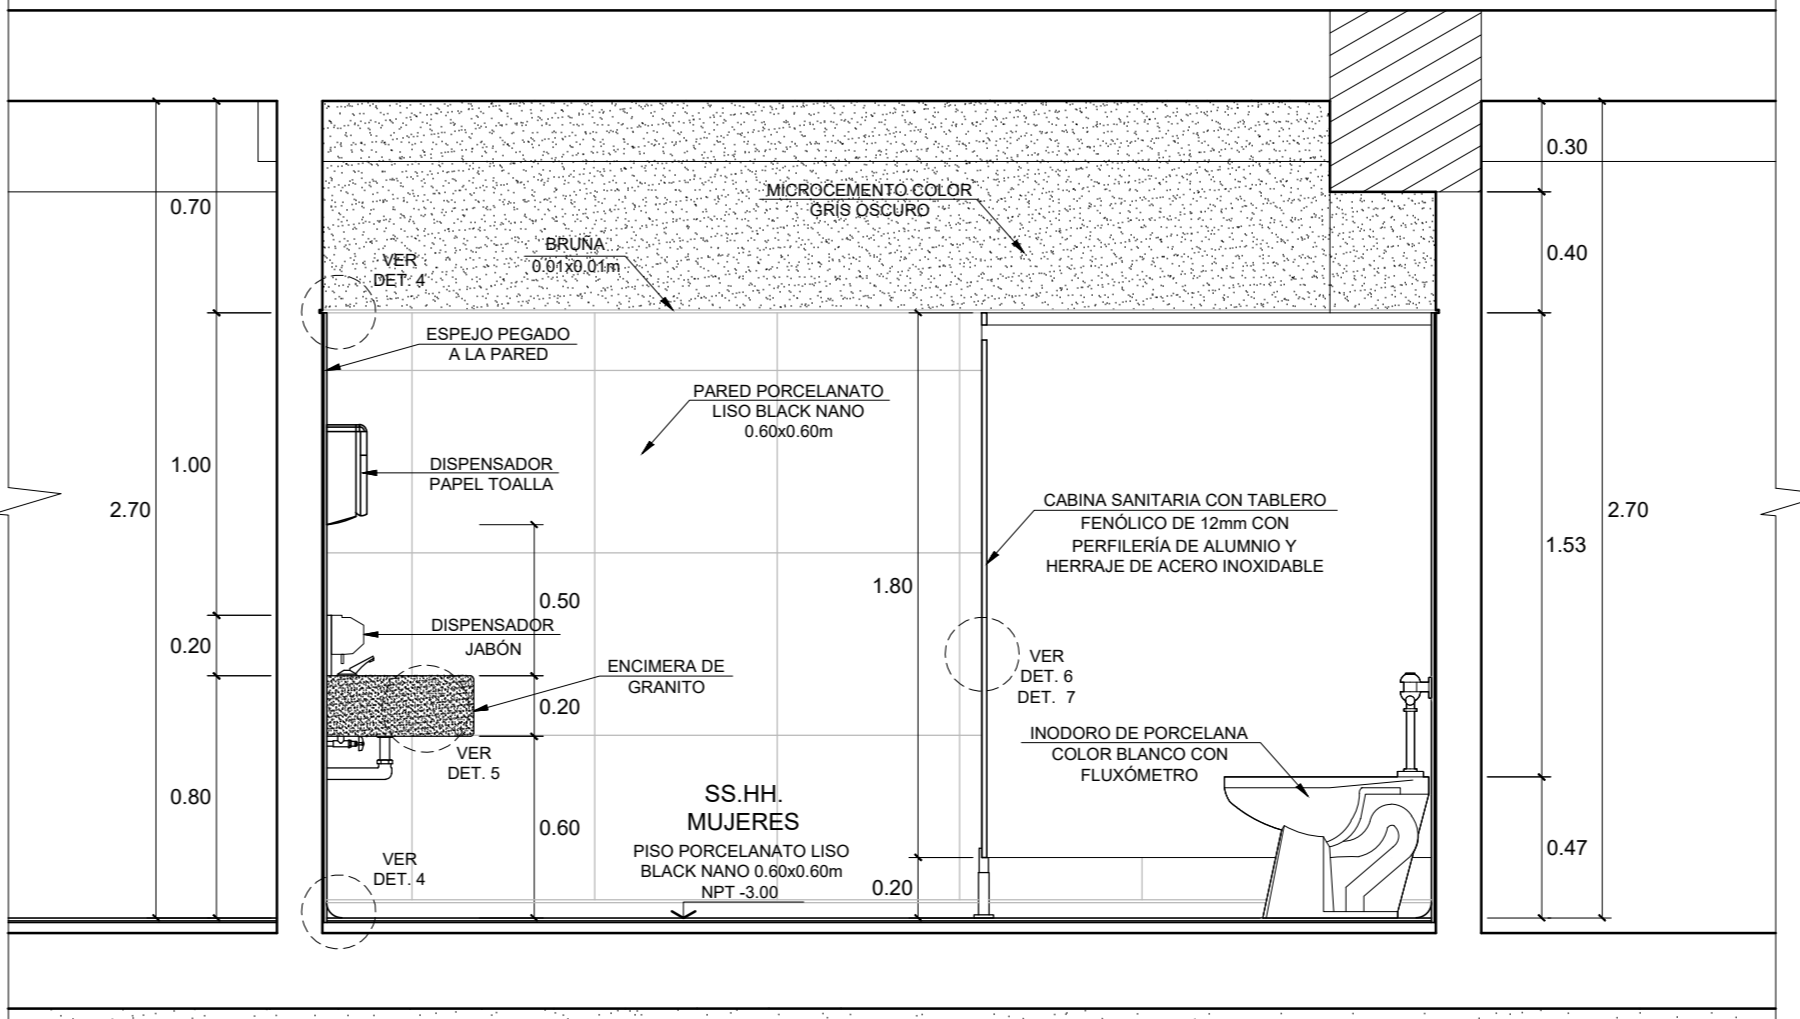 0.30
MICROCEMENTO COLOR
GRIS OSCURO
0.70
BRUÑA
0.01x0.01m
0.40
VER
DET. 4
ESPEJO PEGADO
A LA PARED
PARED PORCELANATO
LISO BLACK NANO
0.60x0.60m
1.00
DISPENSADOR
PAPEL TOALLA
2.70
CABINA SANITARIA CON TABLERO
FENÓLICO DE 12mm CON
PERFILERÍA DE ALUMNIO Y
HERRAJE DE ACERO INOXIDABLE
2.70
1.53
1.80
0.50
DISPENSADOR
JABÓN
0.20
VER
DET. 6
DET. 7
ENCIMERA DE
GRANITO
0.20
VER
DET. 5
INODORO DE PORCELANA
COLOR BLANCO CON
FLUXÓMETRO
0.80
SS.HH.
MUJERES
0.60
PISO PORCELANATO LISO
BLACK NANO 0.60x0.60m
NPT -3.00
0.47
VER
DET. 4
0.20